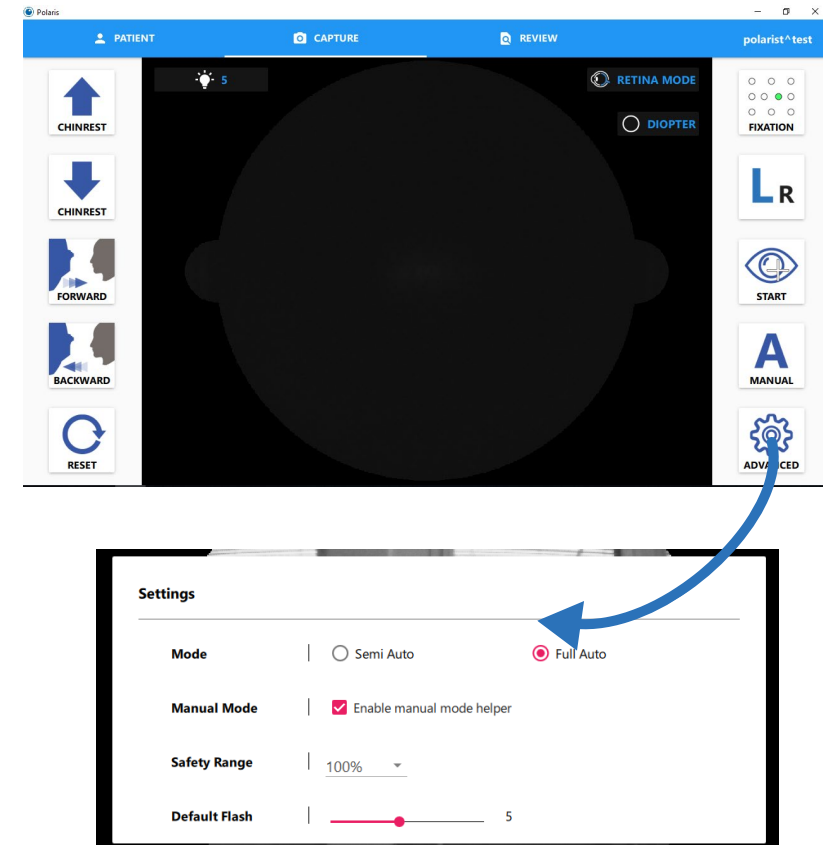 Polaris
PATIENT
CAPTURE
REVIEW
polarist^test
5
RETINA MODE
DIOPTER
CHINREST
CHINREST
FORWARD
BACKWARD
RESET
FIXATION
L R
START
A
MANUAL
ADVANCED
Settings
Mode
Semi Auto
Full Auto
Manual Mode
Enable manual mode helper
Safety Range
100%
Default Flash
5